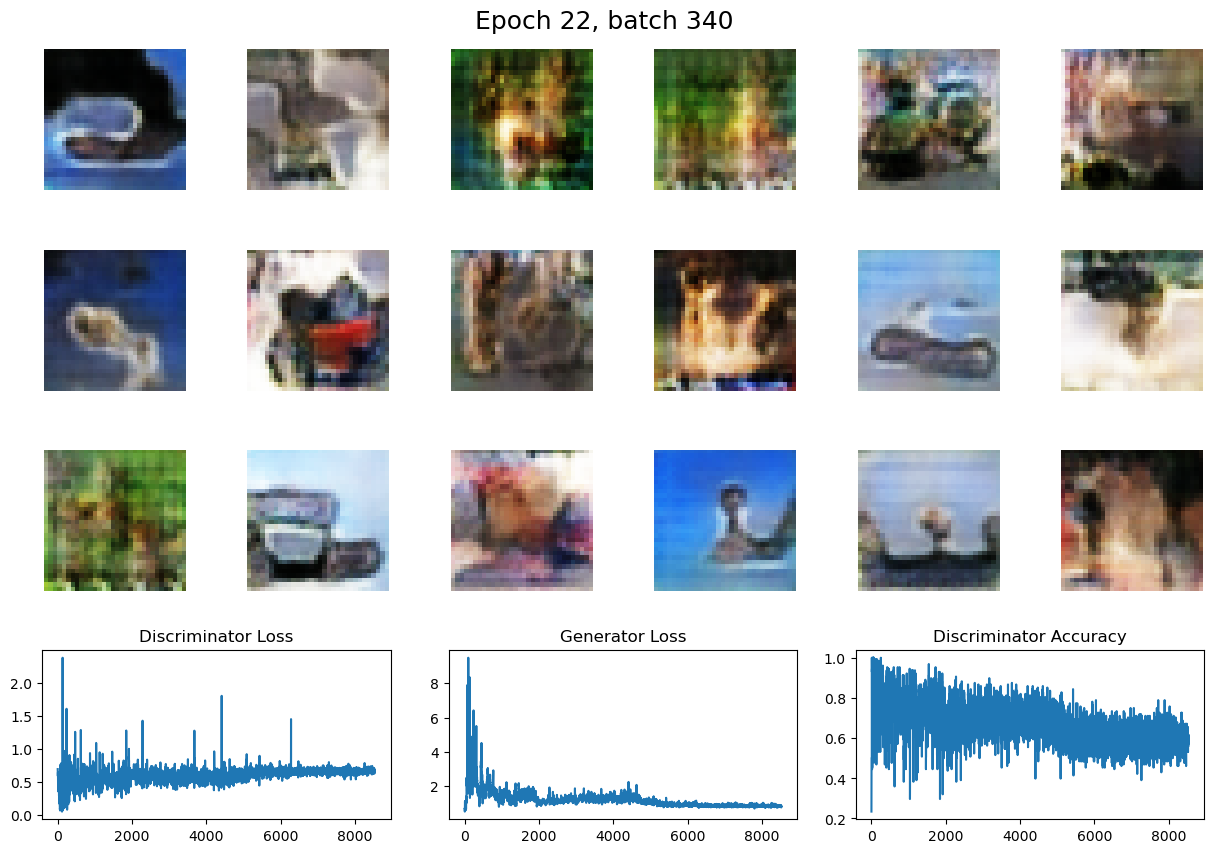 Epoch 22, batch 340
Discriminator Loss
Generator Loss
Discriminator Accuracy
2.0
1.5
1.0
0.5
0.0
0 2000 4000 6000 8000
8
6
4
2
0 2000 4000 6000 8000
1.0
0.8
0.6
0.4
0.2
0 2000 4000 6000 8000